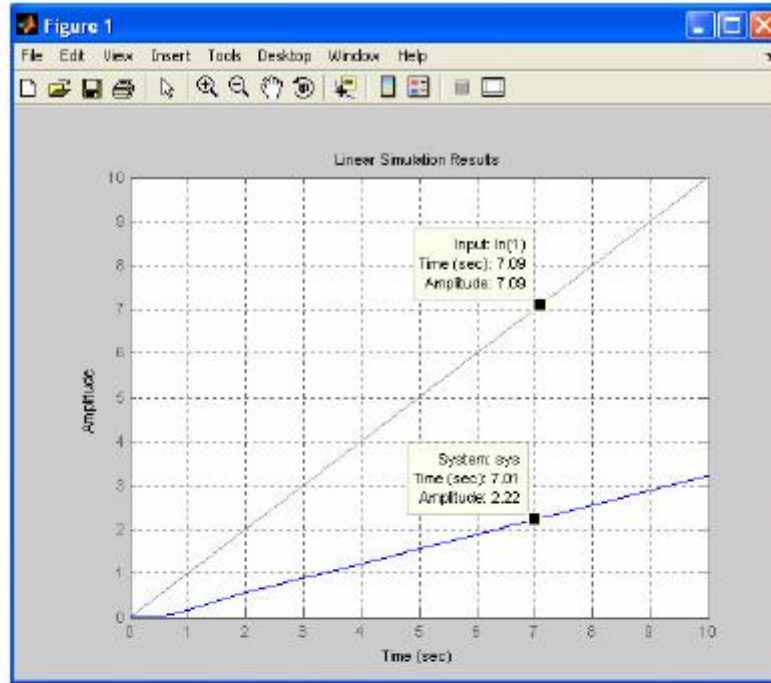 Figure 1
File Edit View Insert Tools Desktop Window Help
Linear Simulation Results
10
9
8
7
6
5
4
3
2
1
0
Amplitude
Input: In(1)
Time (sec): 7.09
Amplitude: 7.09
System: sys
Time (sec): 7.01
Amplitude: 2.22
0 1 2 3 4 5 6 7 8 9 10
Time (sec)